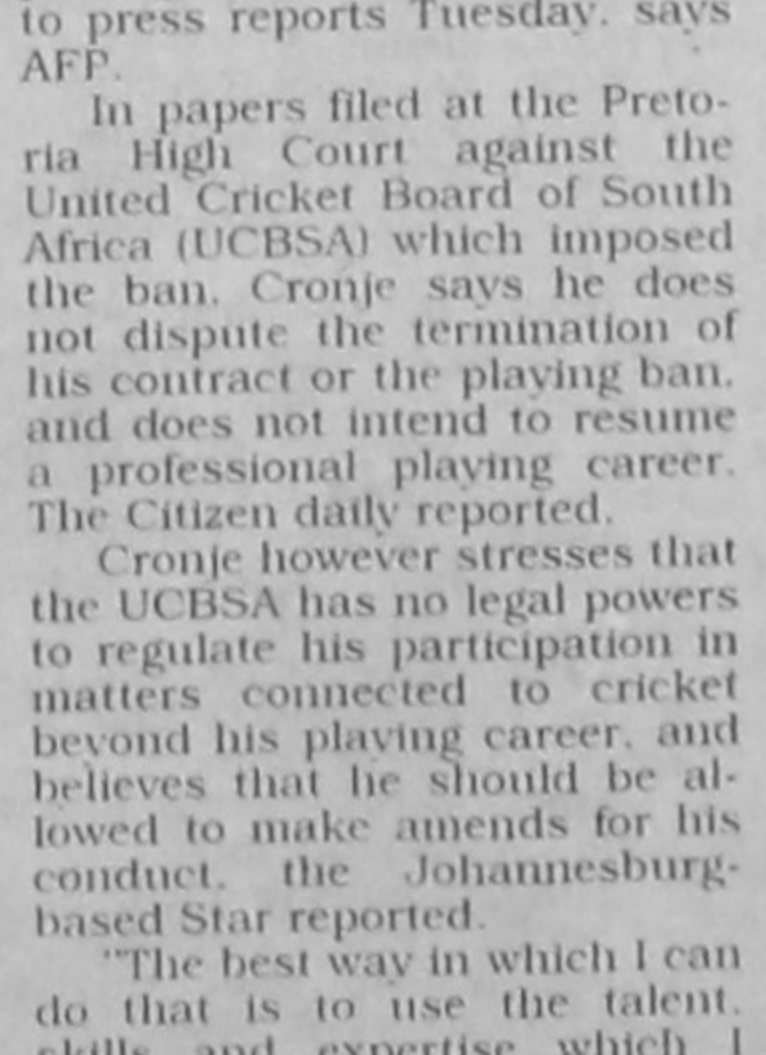 to press reports Tuesday, says
AFP.
In papers filed at the Preto-
ria High Court against the
United Cricket Board of South
Africa (UCBSA) which imposed
the ban, Cronje says he does
not dispute the termination of
his contract or the playing ban,
and does not intend to resume
a professional playing career,
The Citizen daily reported.
Cronje however stresses that
the UCBSA has no legal powers
to regulate his participation in
matters connected to cricket
beyond his playing career, and
believes that he should be al-
lowed to make amends for his
conduct, the Johannesburg-
based Star reported.
"The best way in which I can
do that is to use the talent,
skills and expertise which I